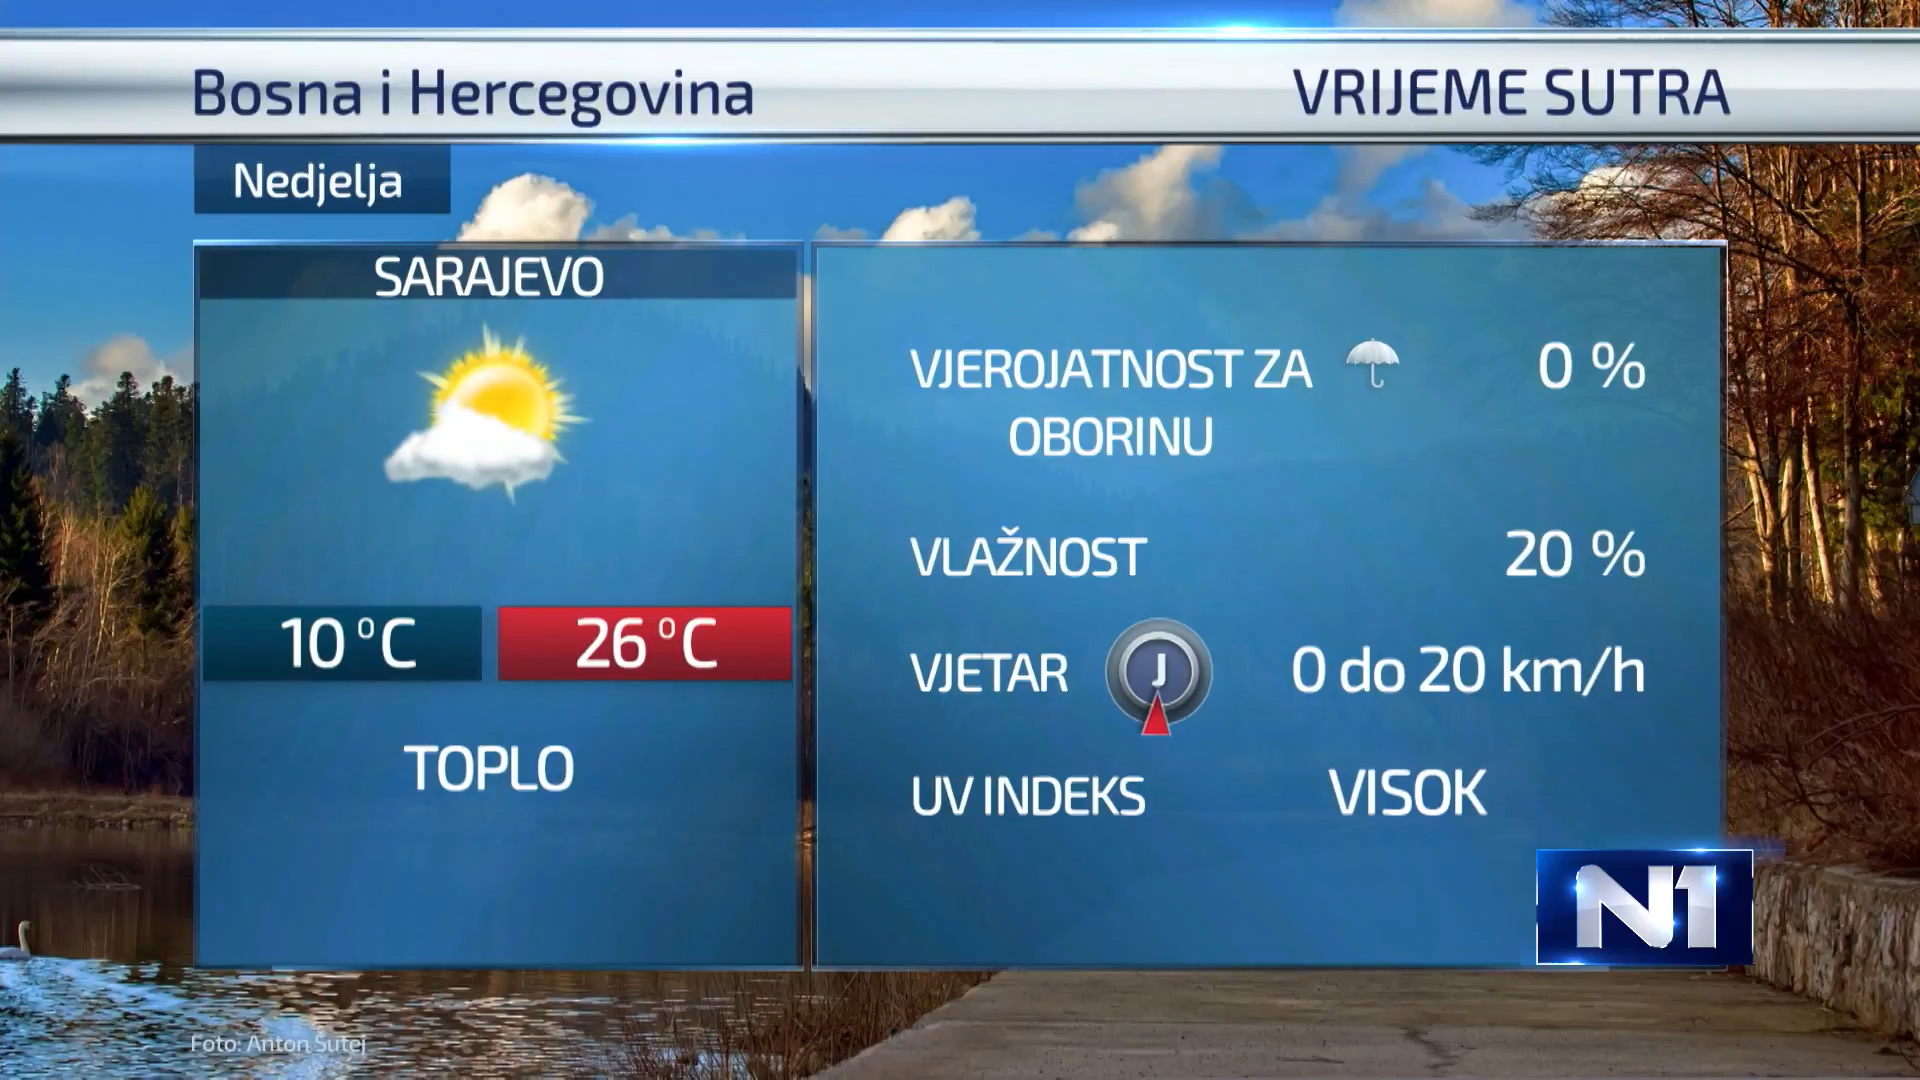 Bosna i Hercegovina
VRIJEME SUTRA
Nedjelja
SARAJEVO
10 °C
26 °C
TOPLO
VJEROJATNOST ZA
OBORINU
0 %
VLAŽNOST
20 %
VJETAR
J
0 do 20 km/h
UV INDEKS
VISOK
N1
Foto: Anton Šutej